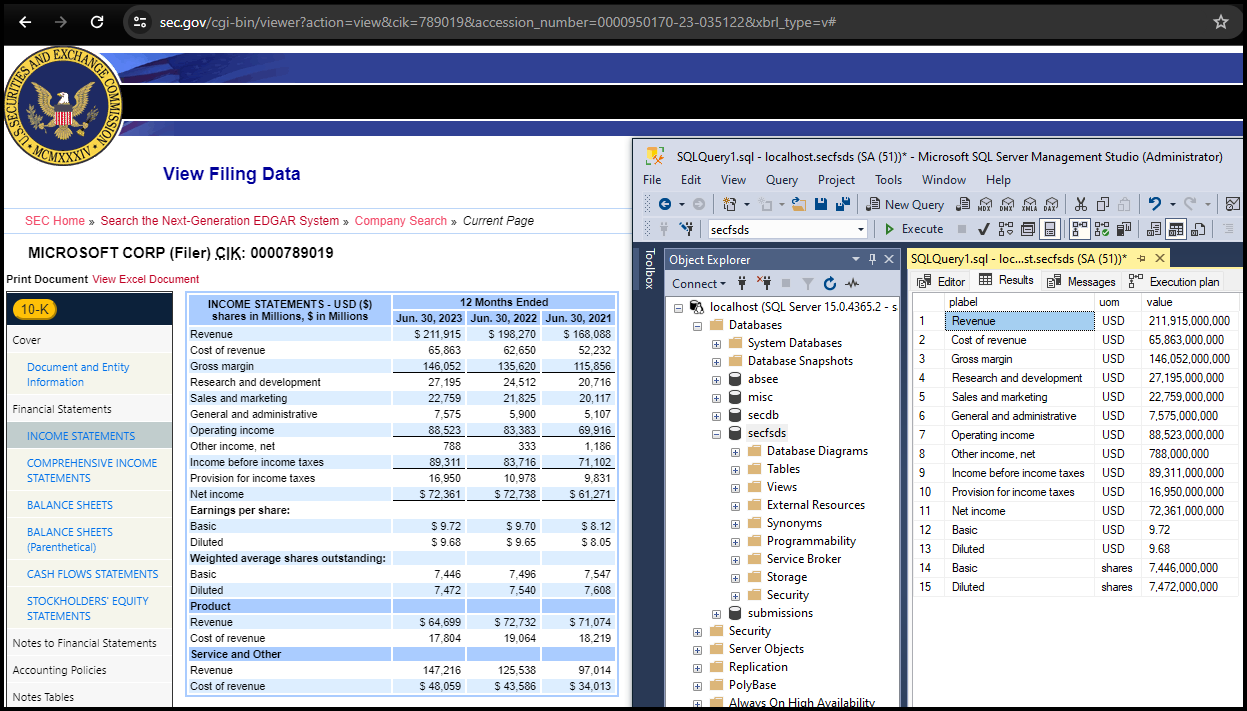 sec.gov/cgi-bin/viewer?action=view&cik=789019&accession_number=0000950170-23-035122&xbrl_type=v#
U.S. SECURITIES AND EXCHANGE COMMISSION
MCMXXXIV
View Filing Data
SEC Home » Search the Next-Generation EDGAR System » Company Search » Current Page
MICROSOFT CORP (Filer) CIK: 0000789019
Print Document View Excel Document
10-K
Cover
Document and Entity
Information
Financial Statements
INCOME STATEMENTS
COMPREHENSIVE INCOME
STATEMENTS
BALANCE SHEETS
BALANCE SHEETS
(Parenthetical)
CASH FLOWS STATEMENTS
STOCKHOLDERS' EQUITY
STATEMENTS
Notes to Financial Statements
Accounting Policies
Notes Tables
INCOME STATEMENTS - USD ($) 12 Months Ended
shares in Millions, $ in Millions Jun. 30, 2023 Jun. 30, 2022 Jun. 30, 2021
Revenue $ 211,915 $ 198,270 $ 168,088
Cost of revenue 65,863 62,650 52,232
Gross margin 146,052 135,620 115,856
Research and development 27,195 24,512 20,716
Sales and marketing 22,759 21,825 20,117
General and administrative 7,575 5,900 5,107
Operating income 88,523 83,383 69,916
Other income, net 788 333 1,186
Income before income taxes 89,311 83,716 71,102
Provision for income taxes 16,950 10,978 9,831
Net income $ 72,361 $ 72,738 $ 61,271
Earnings per share:
Basic $ 9.72 $ 9.70 $ 8.12
Diluted $ 9.68 $ 9.65 $ 8.05
Weighted average shares outstanding:
Basic 7,446 7,496 7,547
Diluted 7,472 7,540 7,608
Product
Revenue $ 64,699 $ 72,732 $ 71,074
Cost of revenue 17,804 19,064 18,219
Service and Other
Revenue 147,216 125,538 97,014
Cost of revenue $ 48,059 $ 43,586 $ 34,013
SQLQuery1.sql - localhost.secfsds (SA (51))* - Microsoft SQL Server Management Studio (Administrator)
File Edit View Query Project Tools Window Help
New Query MDX DMX XMLA DAX
secfsds Execute
Toolbox
Object Explorer
Connect
localhost (SQL Server 15.0.4365.2 - s
Databases
System Databases
Database Snapshots
absee
misc
secdb
secfsds
Database Diagrams
Tables
Views
External Resources
Synonyms
Programmability
Service Broker
Storage
Security
submissions
Security
Server Objects
Replication
PolyBase
Always On High Availability
SQLQuery1.sql - loc...st.secfsds (SA (51))*
Editor Results Messages Execution plan
plabel uom value
1 Revenue USD 211,915,000,000
2 Cost of revenue USD 65,863,000,000
3 Gross margin USD 146,052,000,000
4 Research and development USD 27,195,000,000
5 Sales and marketing USD 22,759,000,000
6 General and administrative USD 7,575,000,000
7 Operating income USD 88,523,000,000
8 Other income, net USD 788,000,000
9 Income before income taxes USD 89,311,000,000
10 Provision for income taxes USD 16,950,000,000
11 Net income USD 72,361,000,000
12 Basic USD 9.72
13 Diluted USD 9.68
14 Basic shares 7,446,000,000
15 Diluted shares 7,472,000,000